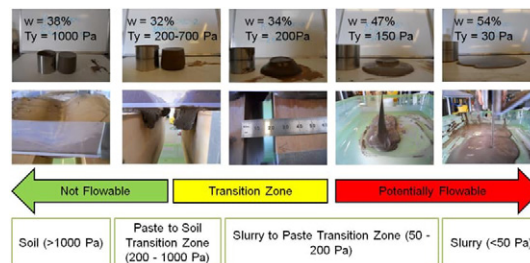 w = 38%
Ty = 1000 Pa
w = 32%
Ty = 200-700 Pa
w = 34%
Ty = 200Pa
w = 47%
Ty = 150 Pa
w = 54%
Ty = 30 Pa
Not Flowable
Transition Zone
Potentially Flowable
Soil (>1000 Pa)
Paste to Soil
Transition Zone
(200 - 1000 Pa)
Slurry to Paste Transition Zone (50 -
200 Pa)
Slurry (<50 Pa)